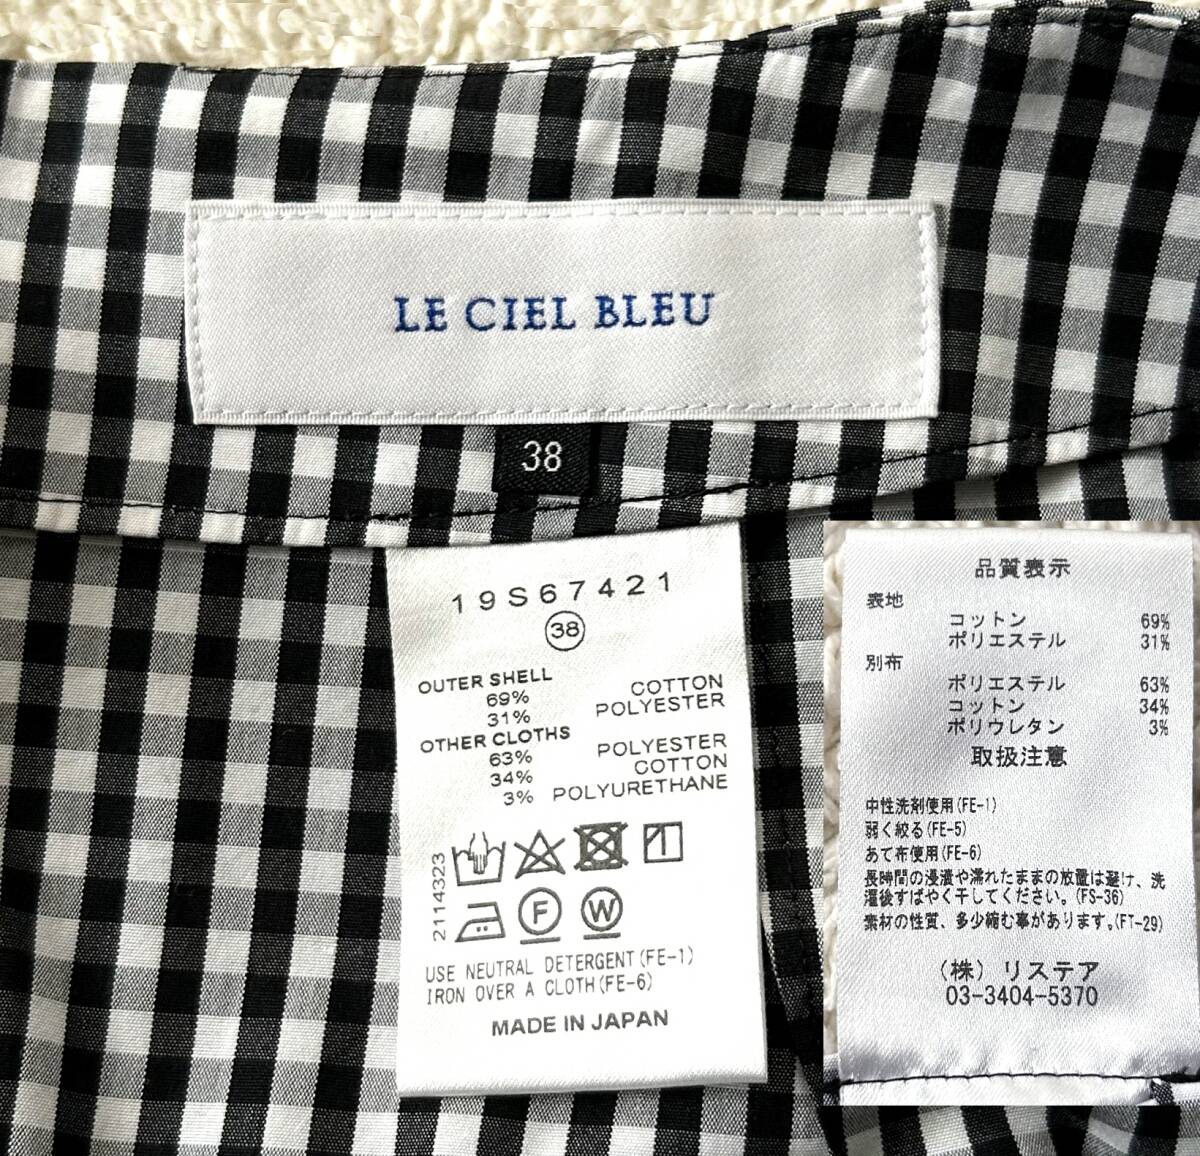 LE CIEL BLEU
38
19S67421
38
OUTER SHELL
69% COTTON
31% POLYESTER
OTHER CLOTHS
63% POLYESTER
34% COTTON
3% POLYURETHANE
2114323
F
W
USE NEUTRAL DETERGENT(FE-1)
IRON OVER A CLOTH(FE-6)
MADE IN JAPAN
品質表示
表地
コットン 69%
ポリエステル 31%
別布
ポリエステル 63%
コットン 34%
ポリウレタン 3%
取扱注意
中性洗剤使用(FE-1)
弱く絞る(FE-5)
あて布使用(FE-6)
長時間の浸漬や濡れたままの放置は避け、洗
濯後すばやく干してください。(FS-36)
素材の性質、多少縮む事があります。(FT-29)
(株) リステア
03-3404-5370